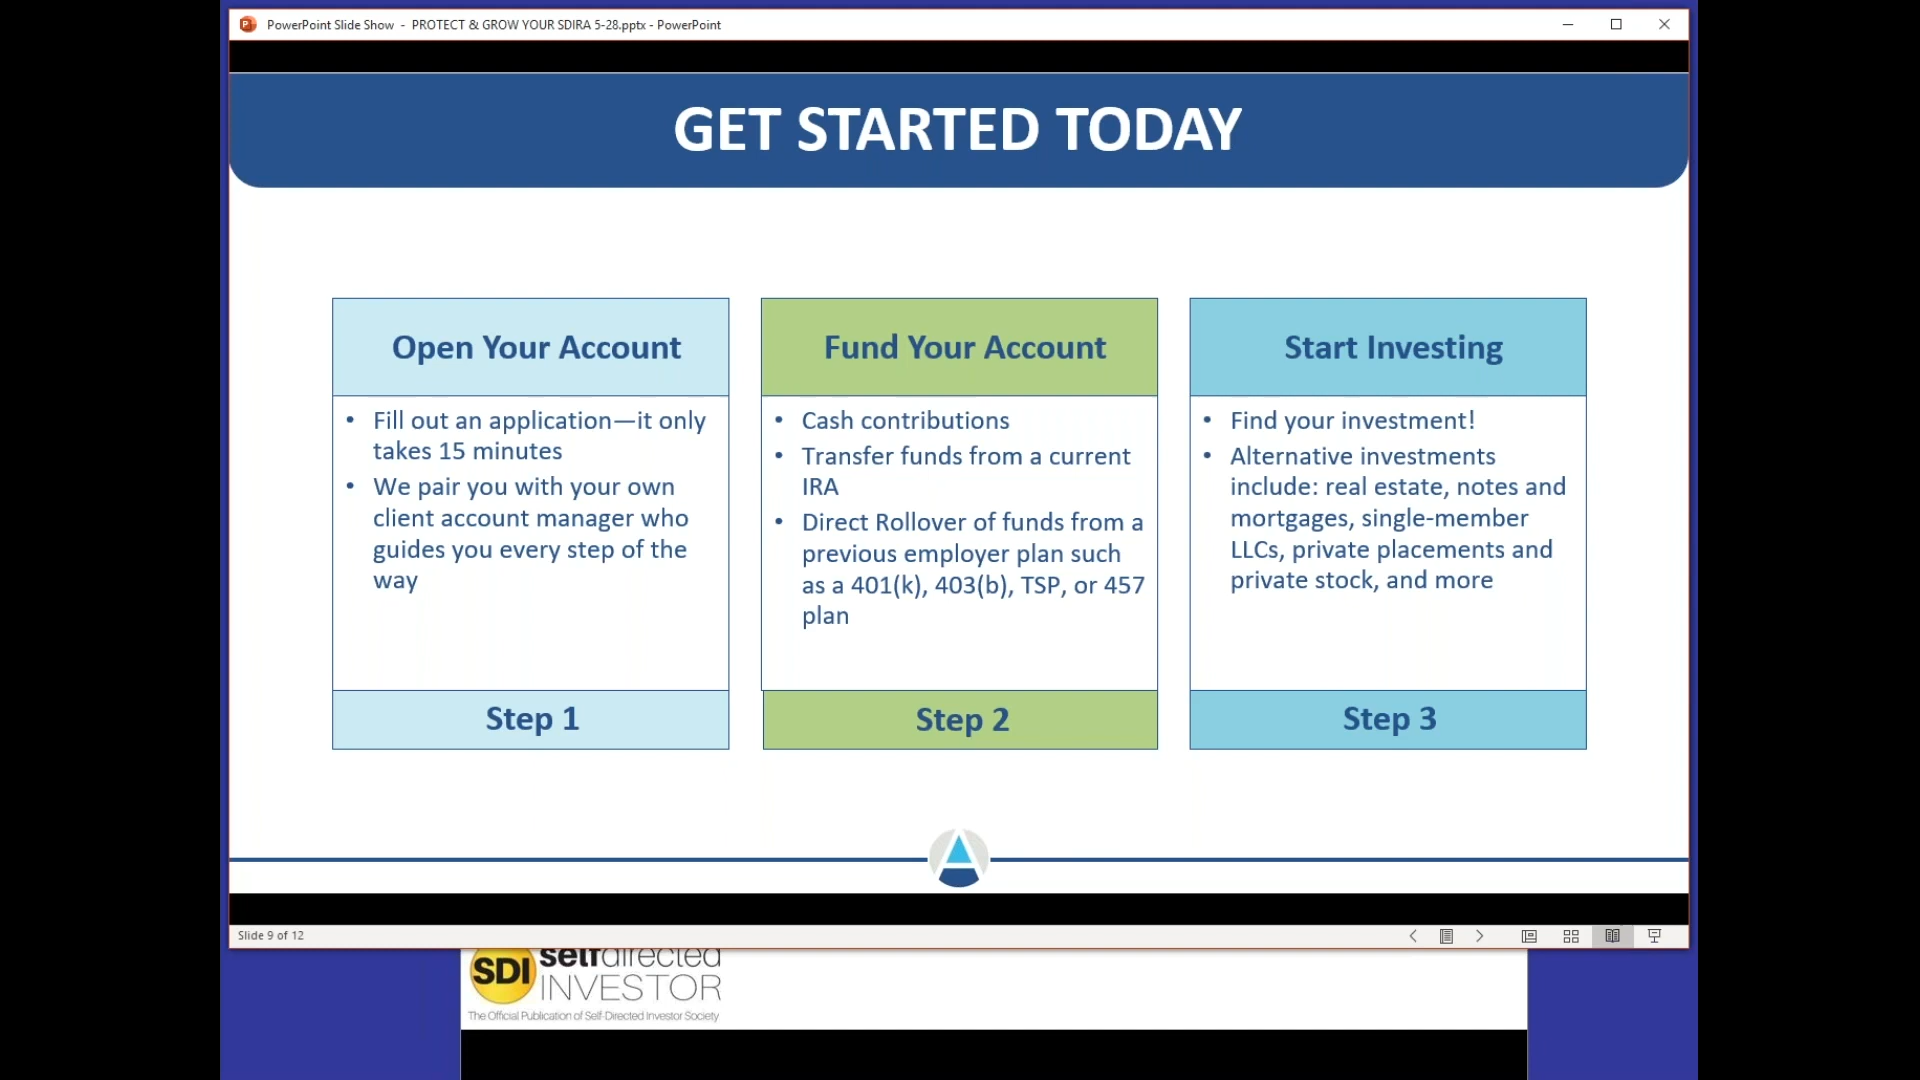 PowerPoint Slide Show - PROTECT & GROW YOUR SDIRA 5-28.pptx - PowerPoint
GET STARTED TODAY
Open Your Account
• Fill out an application—it only
takes 15 minutes
• We pair you with your own
client account manager who
guides you every step of the
way
Step 1
Fund Your Account
• Cash contributions
• Transfer funds from a current
IRA
• Direct Rollover of funds from a
previous employer plan such
as a 401(k), 403(b), TSP, or 457
plan
Step 2
Start Investing
• Find your investment!
• Alternative investments
include: real estate, notes and
mortgages, single-member
LLCs, private placements and
private stock, and more
Step 3
Slide 9 of 12
SDI selfdirected
INVESTOR
The Official Publication of Self-Directed Investor Society